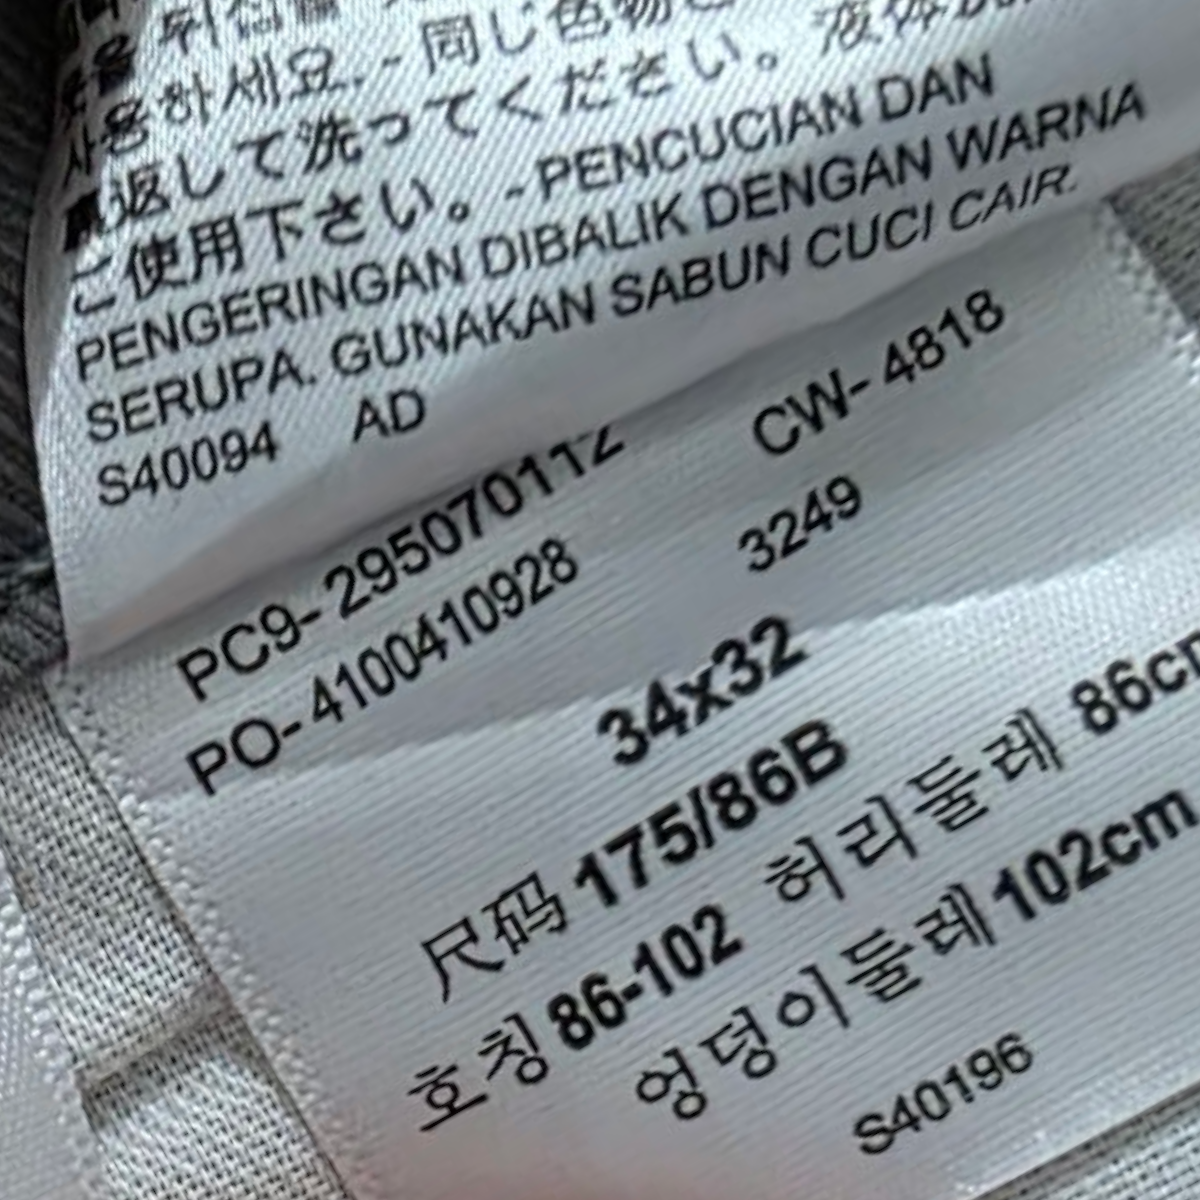 사용하세요. - 同じ色物と
裏返して洗ってください。液体
ご使用下さい。- PENCUCIAN DAN
PENGERINGAN DIBALIK DENGAN WARNA
SERUPA. GUNAKAN SABUN CUCI CAIR.
S40094 AD
PC9-295070112 CW-4818
PO-4100410928 3249
34x32
尺码 175/86B
호칭 86-102 허리둘레 86cm
엉덩이둘레 102cm
S40196